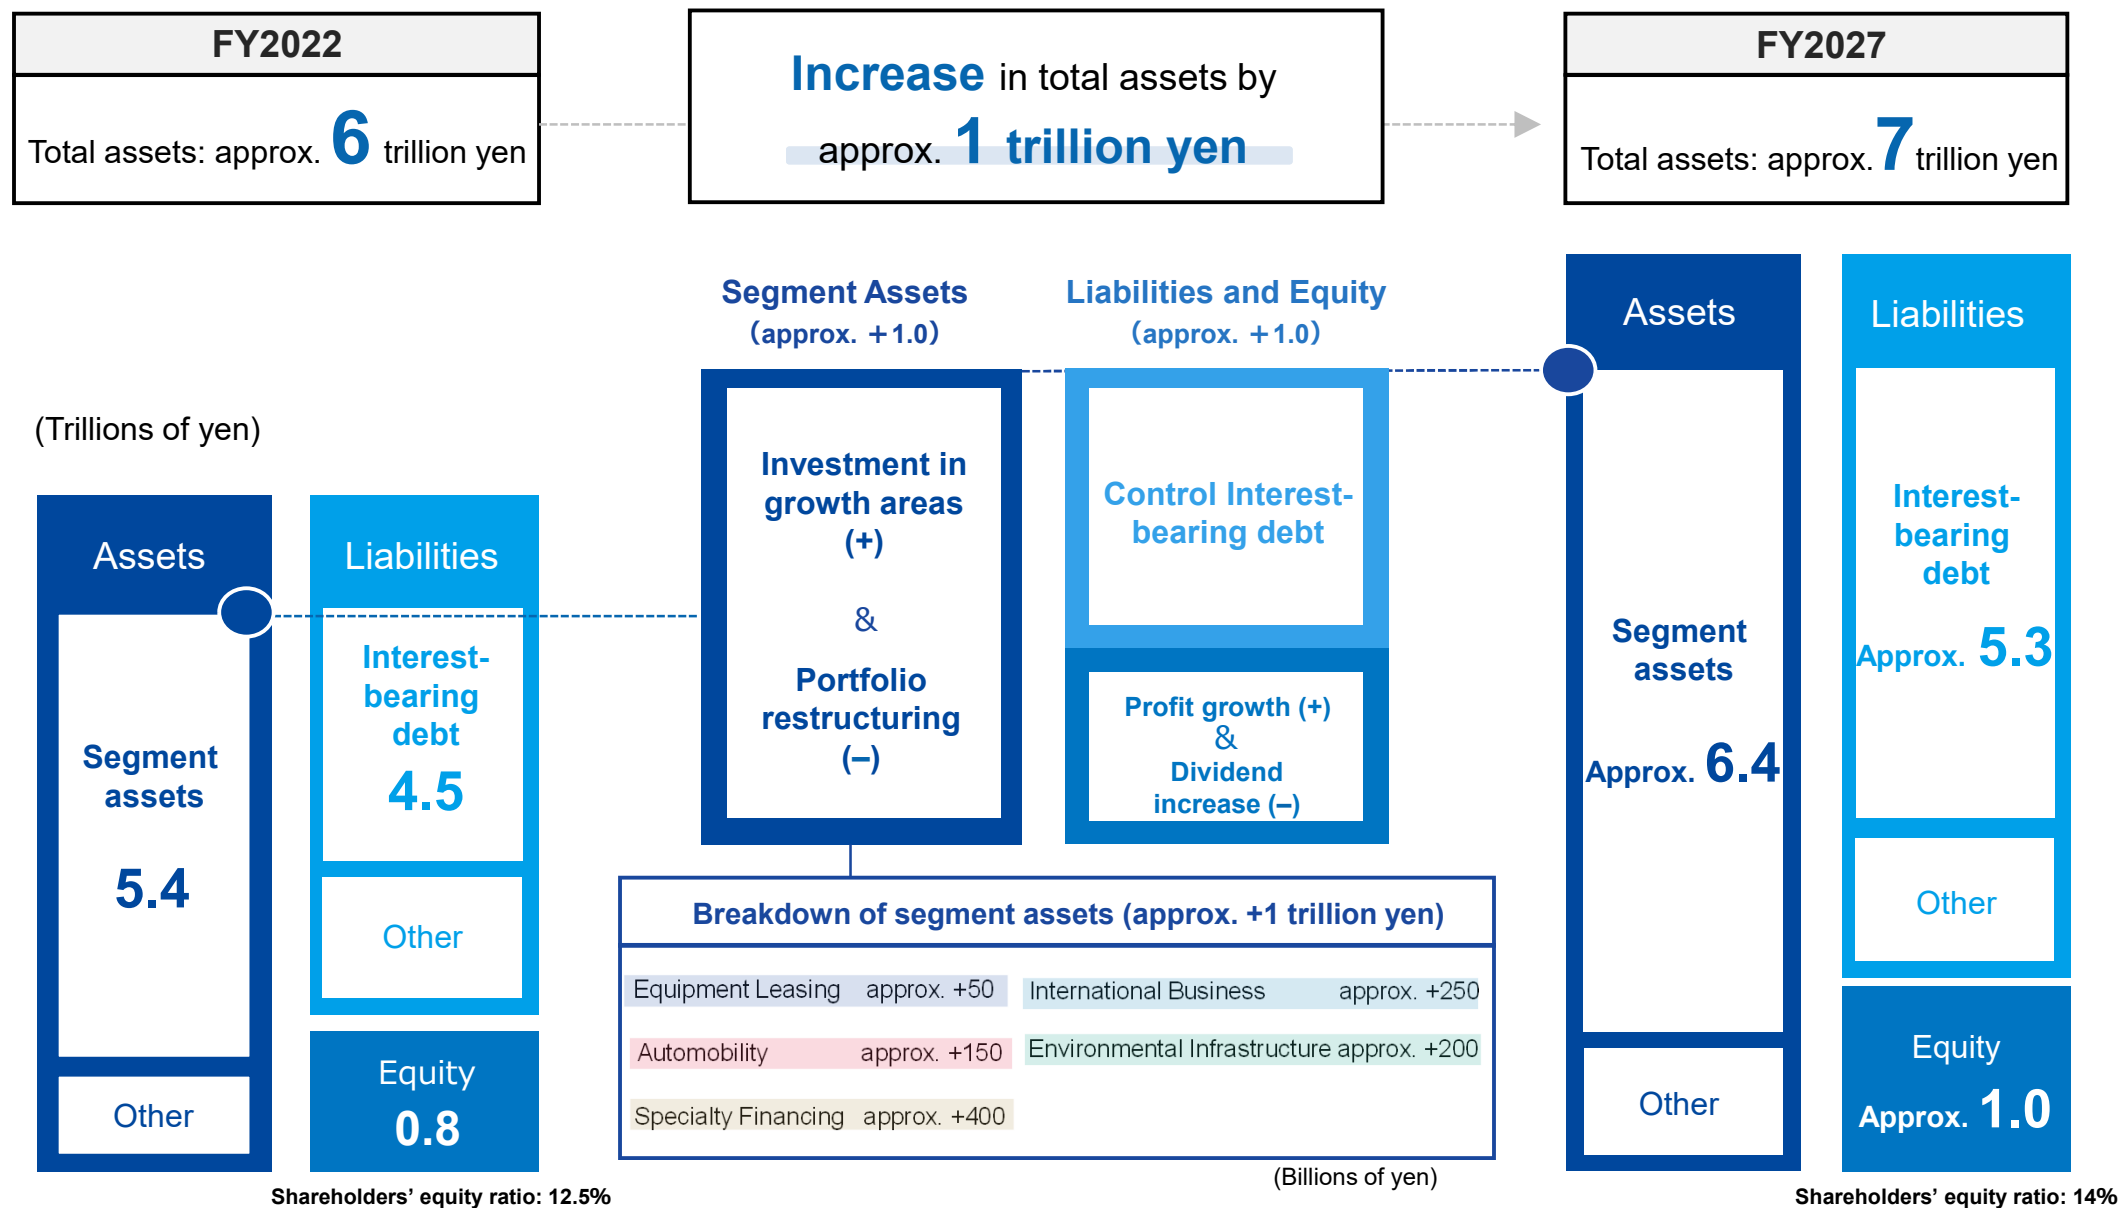 FY2022
Total assets: approx. 6 trillion yen
Increase in total assets by
approx. 1 trillion yen
FY2027
Total assets: approx. 7 trillion yen
(Trillions of yen)
Assets
Segment
assets
5.4
Other
Liabilities
Interest-
bearing
debt
4.5
Other
Equity
0.8
Shareholders’ equity ratio: 12.5%
Segment Assets
（approx. ＋1.0）
Investment in
growth areas
(+)
&
Portfolio
restructuring
(–)
Liabilities and Equity
（approx. ＋1.0）
Control Interest-
bearing debt
Profit growth (+)
&
Dividend
increase (–)
Breakdown of segment assets (approx. +1 trillion yen)
Equipment Leasing approx. +50
International Business approx. +250
Automobility approx. +150
Environmental Infrastructure approx. +200
Specialty Financing approx. +400
(Billions of yen)
Assets
Segment
assets
Approx. 6.4
Other
Liabilities
Interest-
bearing
debt
Approx. 5.3
Other
Equity
Approx. 1.0
Shareholders’ equity ratio: 14%